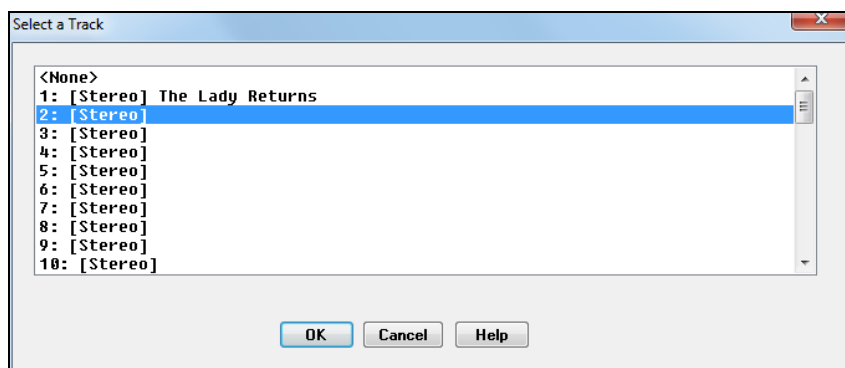 Select a Track
<None>
1: [Stereo] The Lady Returns
2: [Stereo]
3: [Stereo]
4: [Stereo]
5: [Stereo]
6: [Stereo]
7: [Stereo]
8: [Stereo]
9: [Stereo]
10: [Stereo]
OK Cancel Help